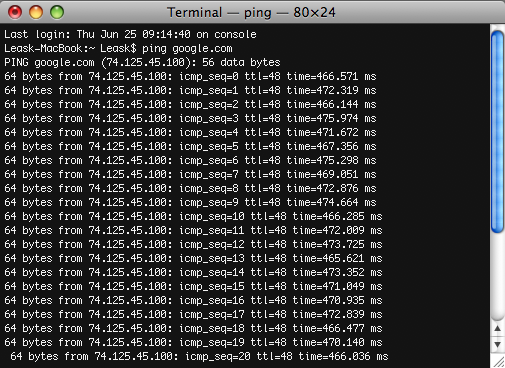 Terminal — ping — 80×24
Last login: Thu Jun 25 09:14:40 on console
Leask-MacBook:~ Leask$ ping google.com
PING google.com (74.125.45.100): 56 data bytes
64 bytes from 74.125.45.100: icmp_seq=0 ttl=48 time=466.571 ms
64 bytes from 74.125.45.100: icmp_seq=1 ttl=48 time=472.319 ms
64 bytes from 74.125.45.100: icmp_seq=2 ttl=48 time=466.144 ms
64 bytes from 74.125.45.100: icmp_seq=3 ttl=48 time=475.974 ms
64 bytes from 74.125.45.100: icmp_seq=4 ttl=48 time=471.672 ms
64 bytes from 74.125.45.100: icmp_seq=5 ttl=48 time=467.356 ms
64 bytes from 74.125.45.100: icmp_seq=6 ttl=48 time=475.298 ms
64 bytes from 74.125.45.100: icmp_seq=7 ttl=48 time=469.051 ms
64 bytes from 74.125.45.100: icmp_seq=8 ttl=48 time=472.876 ms
64 bytes from 74.125.45.100: icmp_seq=9 ttl=48 time=474.664 ms
64 bytes from 74.125.45.100: icmp_seq=10 ttl=48 time=466.285 ms
64 bytes from 74.125.45.100: icmp_seq=11 ttl=48 time=472.009 ms
64 bytes from 74.125.45.100: icmp_seq=12 ttl=48 time=473.725 ms
64 bytes from 74.125.45.100: icmp_seq=13 ttl=48 time=465.621 ms
64 bytes from 74.125.45.100: icmp_seq=14 ttl=48 time=473.352 ms
64 bytes from 74.125.45.100: icmp_seq=15 ttl=48 time=471.049 ms
64 bytes from 74.125.45.100: icmp_seq=16 ttl=48 time=470.935 ms
64 bytes from 74.125.45.100: icmp_seq=17 ttl=48 time=472.839 ms
64 bytes from 74.125.45.100: icmp_seq=18 ttl=48 time=466.477 ms
64 bytes from 74.125.45.100: icmp_seq=19 ttl=48 time=470.140 ms
64 bytes from 74.125.45.100: icmp_seq=20 ttl=48 time=466.036 ms